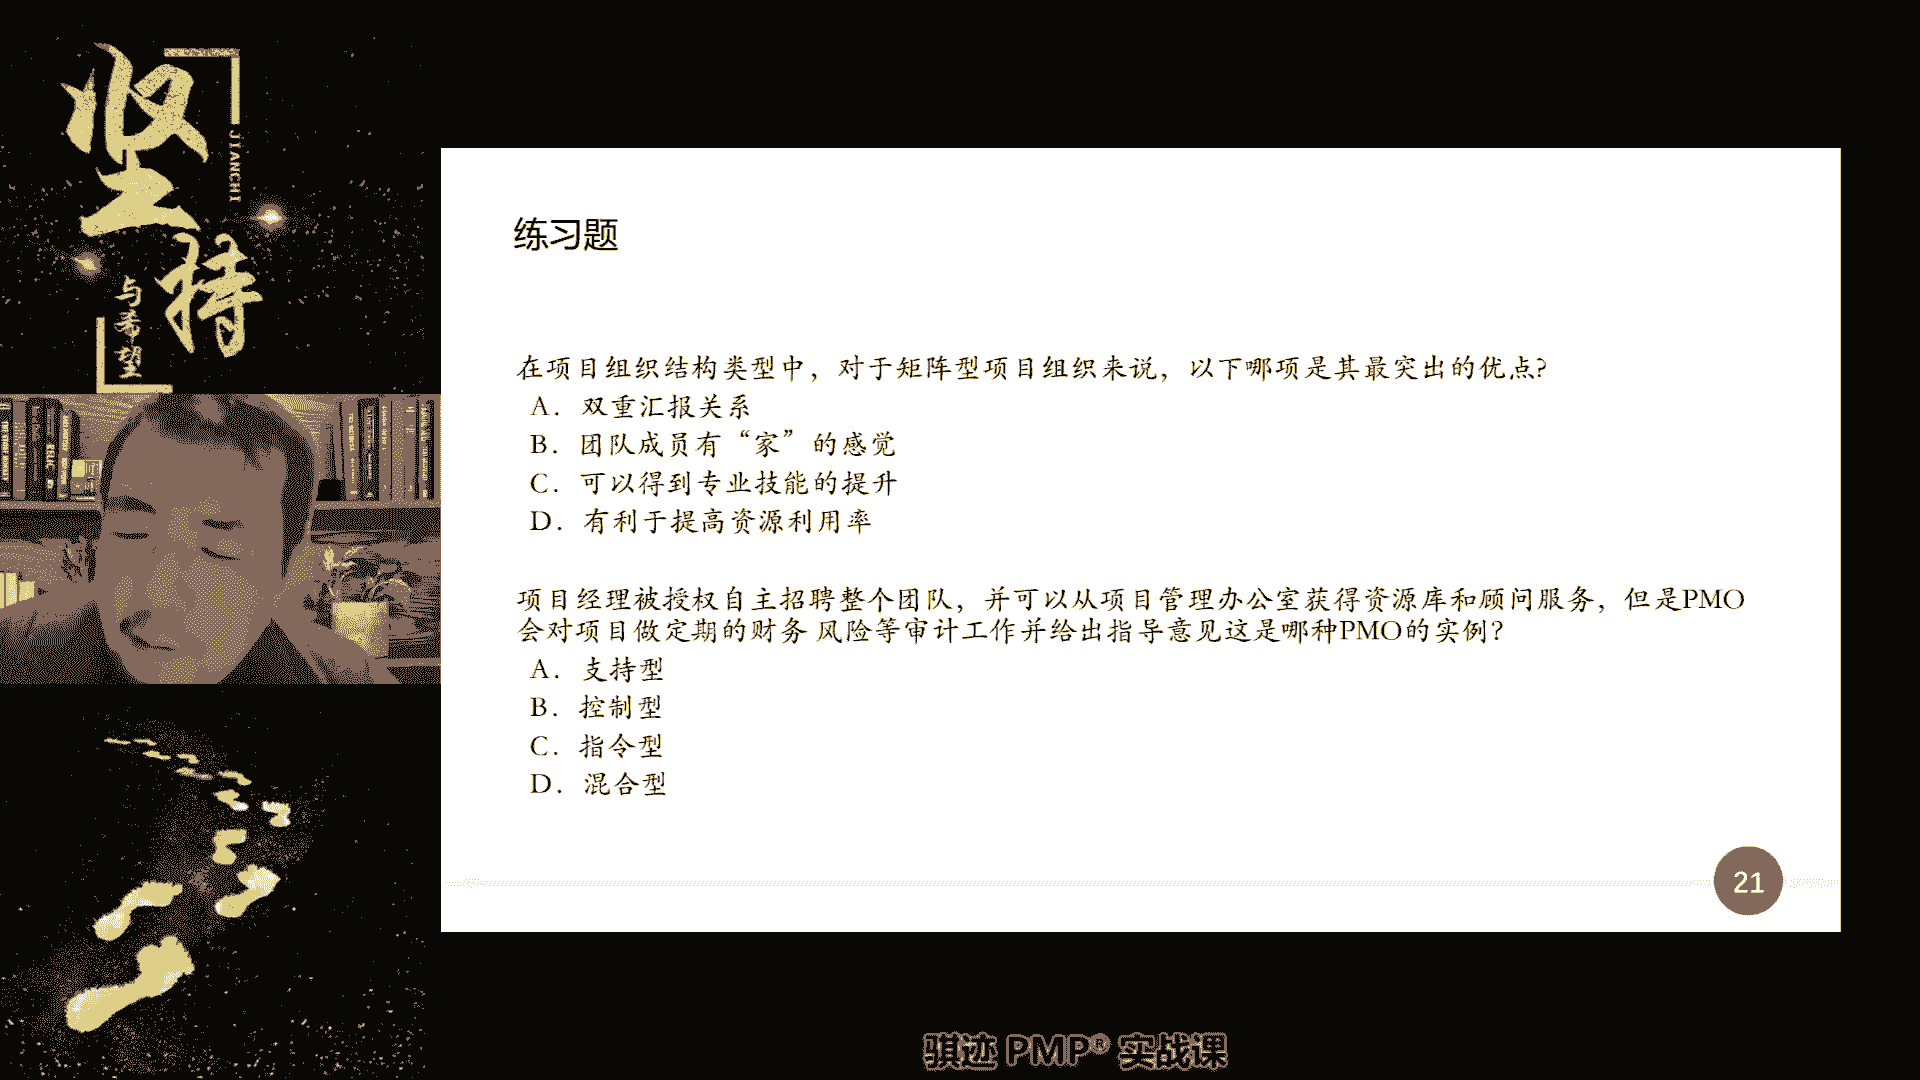 坚持
JIANCHI
与希望
练习题
在项目组织结构类型中，对于矩阵型项目组织来说，以下哪项是其最突出的优点?
A．双重汇报关系
B．团队成员有“家”的感觉
C．可以得到专业技能的提升
D．有利于提高资源利用率
项目经理被授权自主招聘整个团队，并可以从项目管理办公室获得资源库和顾问服务，但是PMO
会对项目做定期的财务 风险等审计工作并给出指导意见这是哪种PMO的实例？
A．支持型
B．控制型
C．指令型
D．混合型
21
骐迹 PMP® 实战课